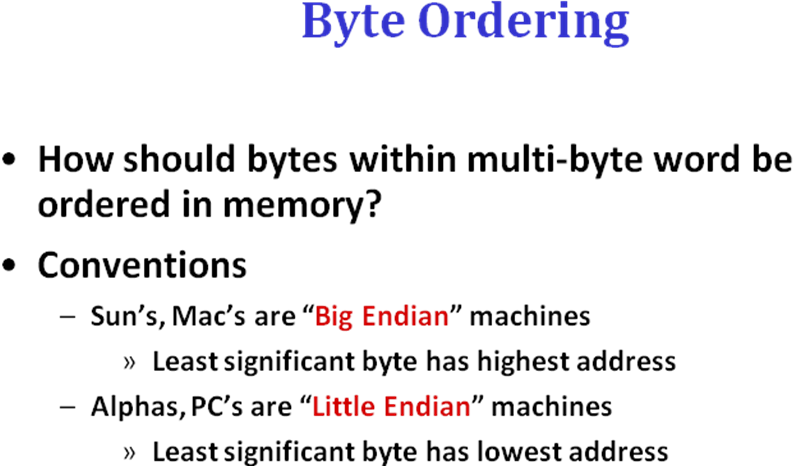 Byte Ordering
• How should bytes within multi-byte word be
ordered in memory?
• Conventions
– Sun's, Mac's are “Big Endian” machines
» Least significant byte has highest address
– Alphas, PC's are “Little Endian” machines
» Least significant byte has lowest address